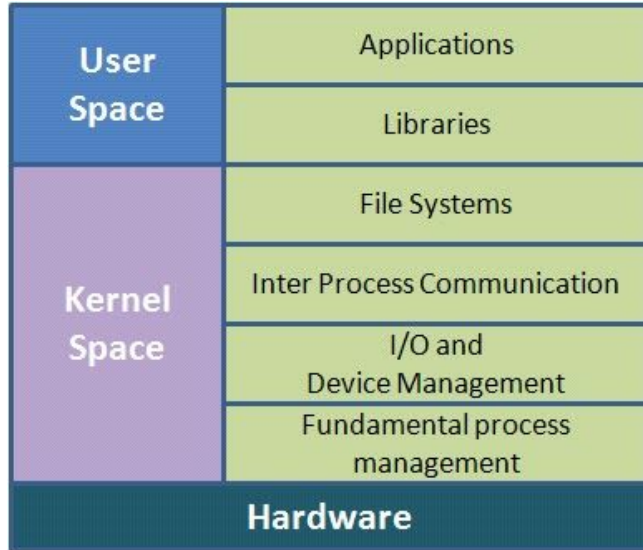 User
Space
Applications
Libraries
Kernel
Space
File Systems
Inter Process Communication
I/O and
Device Management
Fundamental process
management
Hardware